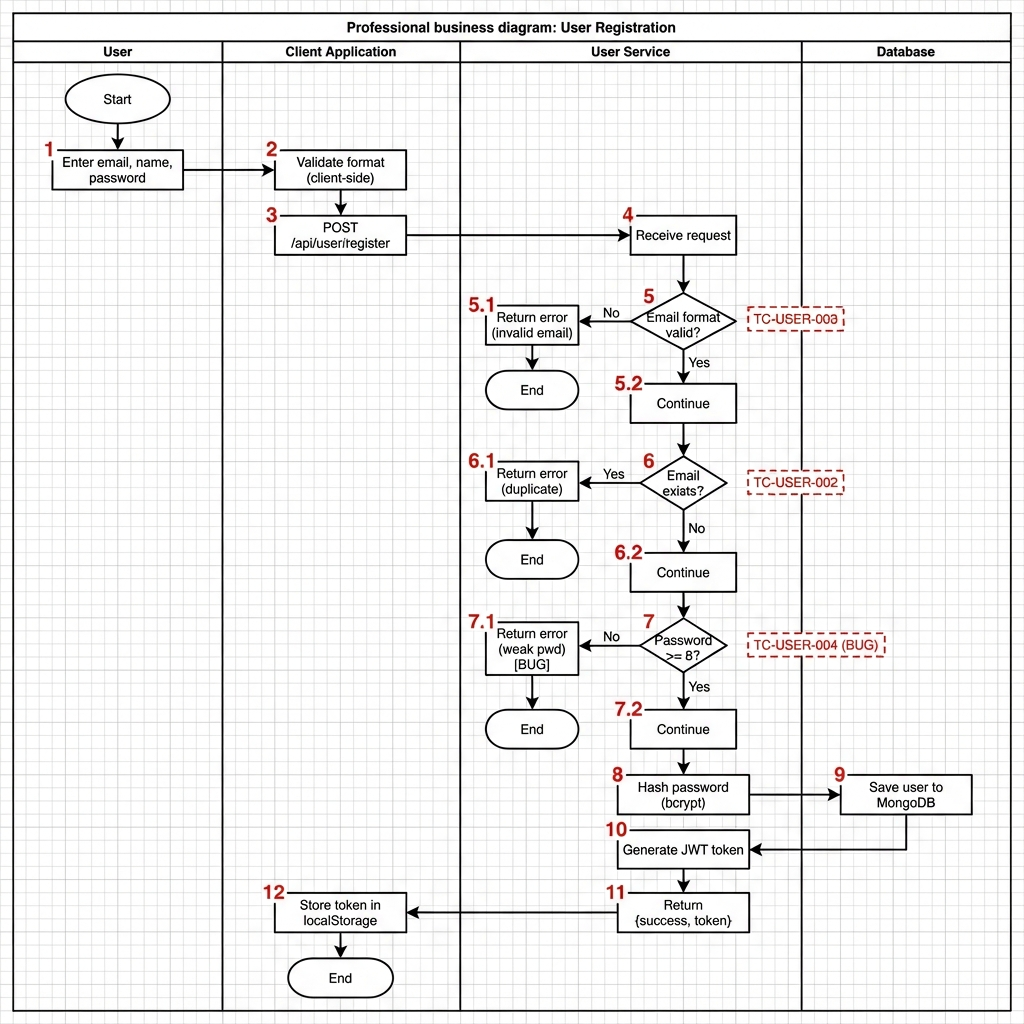 Professional business diagram: User Registration
User
Client Application
User Service
Database
Start
1
Enter email, name,
password
2
Validate format
(client-side)
3
POST
/api/user/register
4
Receive request
5
Email format
valid?
TC-USER-003
No
5.1
Return error
(invalid email)
End
Yes
5.2
Continue
6
Email
exiats?
TC-USER-002
Yes
6.1
Return error
(duplicate)
End
No
6.2
Continue
7
Password
>= 8?
TC-USER-004 (BUG)
No
7.1
Return error
(weak pwd)
[BUG]
End
Yes
7.2
Continue
8
Hash password
(bcrypt)
9
Save user to
MongoDB
10
Generate JWT token
11
Return
{success, token}
12
Store token in
localStorage
End